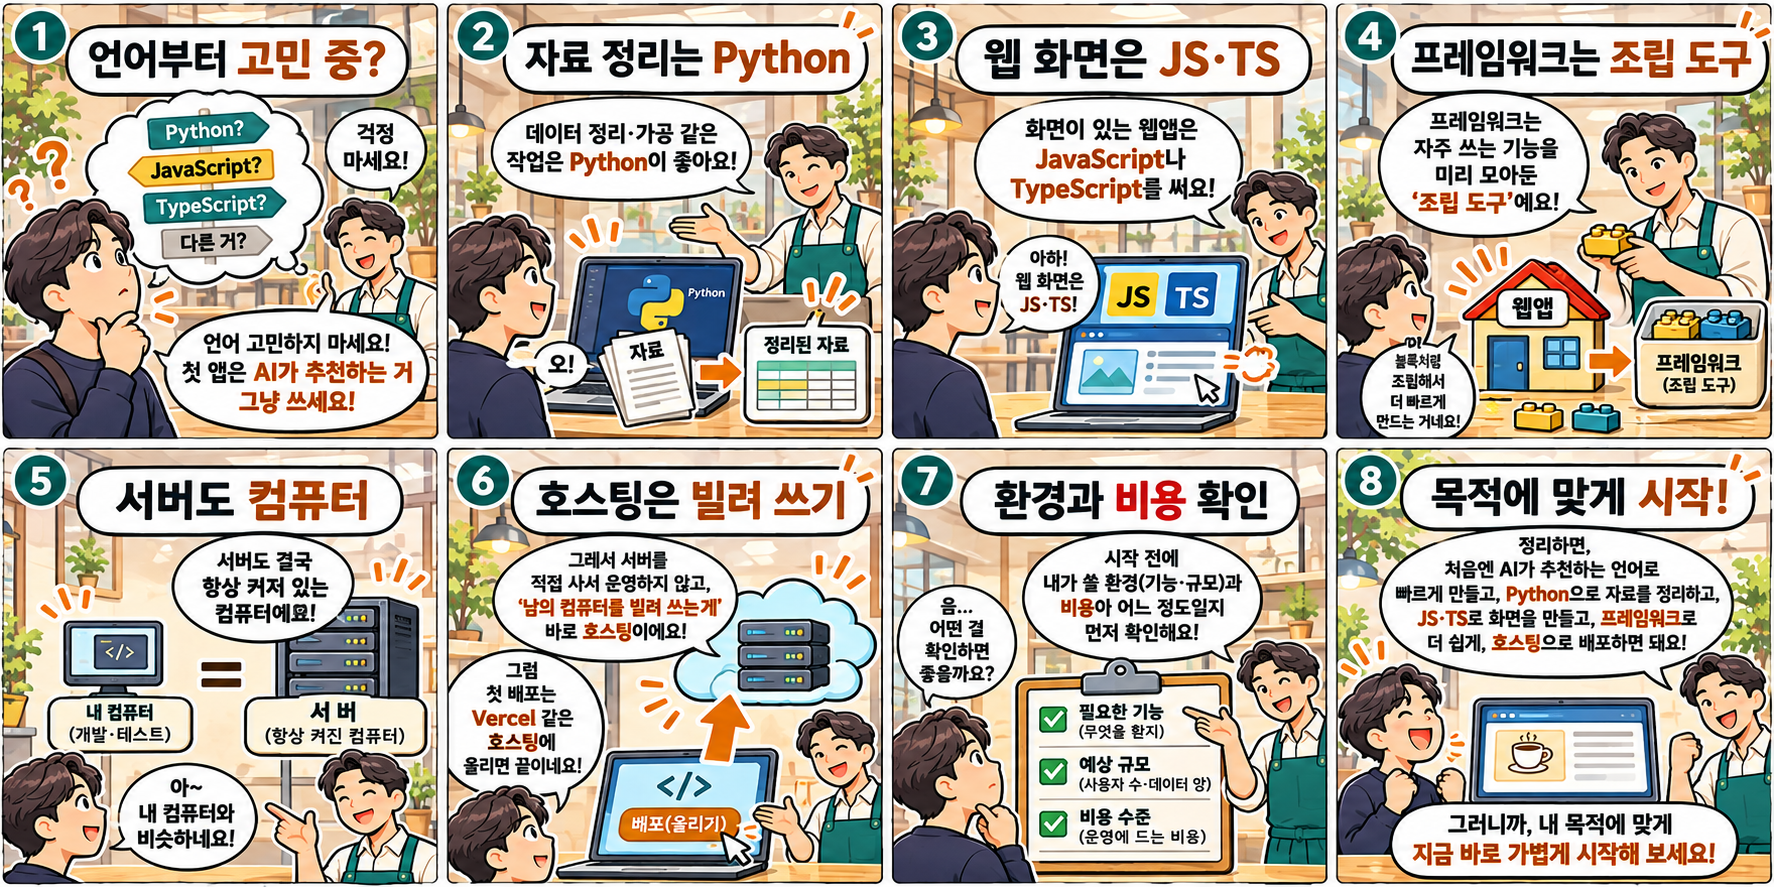 1
언어부터 고민 중?
Python?
JavaScript?
TypeScript?
다른 거?
걱정
마세요!
??
언어 고민하지 마세요!
첫 앱은 AI가 추천하는 거
그냥 쓰세요!
2
자료 정리는 Python
데이터 정리·가공 같은
작업은 Python이 좋아요!
Python
오!
자료
정리된 자료
3
웹 화면은 JS·TS
화면이 있는 웹앱은
JavaScript나
TypeScript를 써요!
아하!
웹 화면은
JS·TS!
JS TS
4
프레임워크는 조립 도구
프레임워크는
자주 쓰는 기능을
미리 모아둔
‘조립 도구’예요!
웹앱
블록처럼
조립해서
더 빠르게
만드는 거네요!
프레임워크
(조립 도구)
5
서버도 컴퓨터
서버도 결국
항상 커저 있는
컴퓨터예요!
</>
=
내 컴퓨터
(개발·테스트)
서 버
(항상 켜진 컴퓨터)
아~
내 컴퓨터와
비슷하네요!
6
호스팅은 빌려 쓰기
그레서 서버를
직접 사서 운영하지 않고,
‘남의 컴퓨터를 빌려 쓰는게’
바로 호스팅이에요!
그럼
첫 배포는
Vercel 같은
호스팅에
올리면 끝이네요!
</>
배포(올리기)
7
환경과 비용 확인
시작 전에
내가 쓸 환경(기능·규모)과
비용아 어느 정도일지
먼저 확인해요!
음...
어떤 결
확인하면
좋을까요?
필요한 기능
(무엇을 환지)
예상 규모
(사용자 수·데이터 양)
비용 수준
(운영에 드는 비용)
8
목적에 맞게 시작!
정리하면,
처음엔 AI가 추천하는 언어로
빠르게 만들고, Python으로 자료를 정리하고,
JS·TS로 화면을 만들고, 프레임워크로
더 쉽게, 호스팅으로 배포하면 돼요!
그러니까, 내 목적에 맞게
지금 바로 가볍게 시작해 보세요!